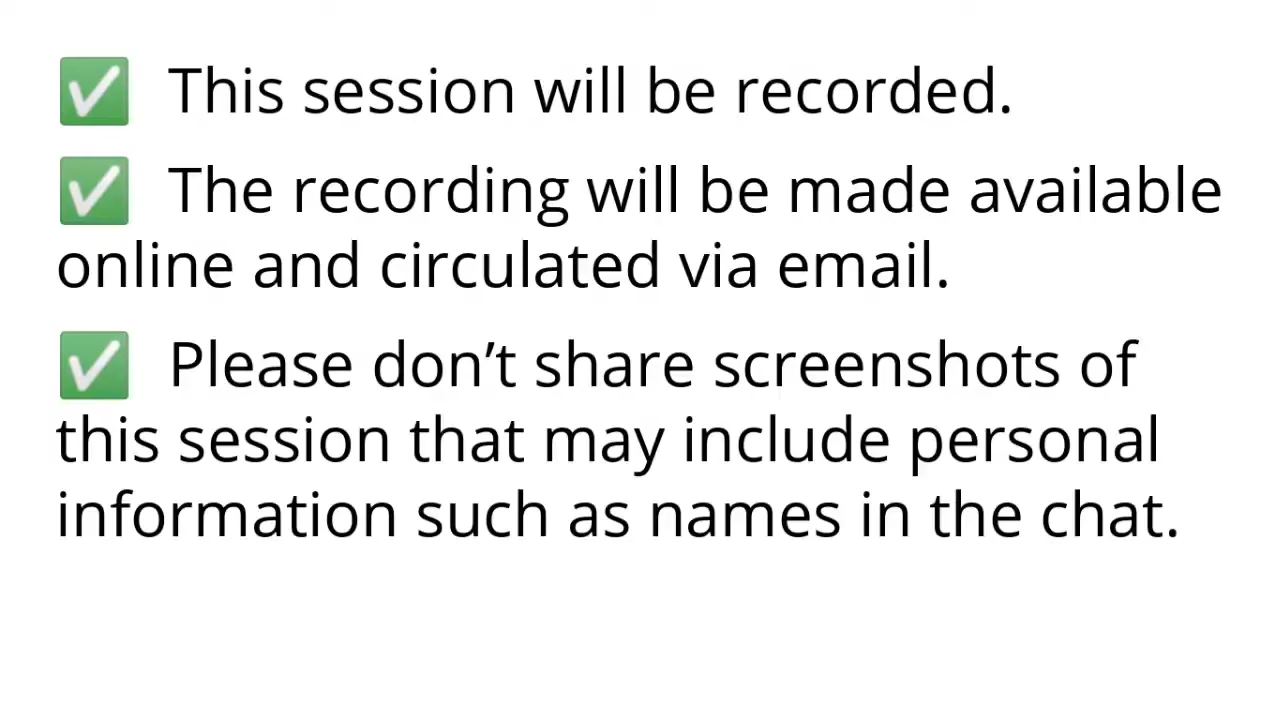 ✅ This session will be recorded.
✅ The recording will be made available
online and circulated via email.
✅ Please don’t share screenshots of
this session that may include personal
information such as names in the chat.